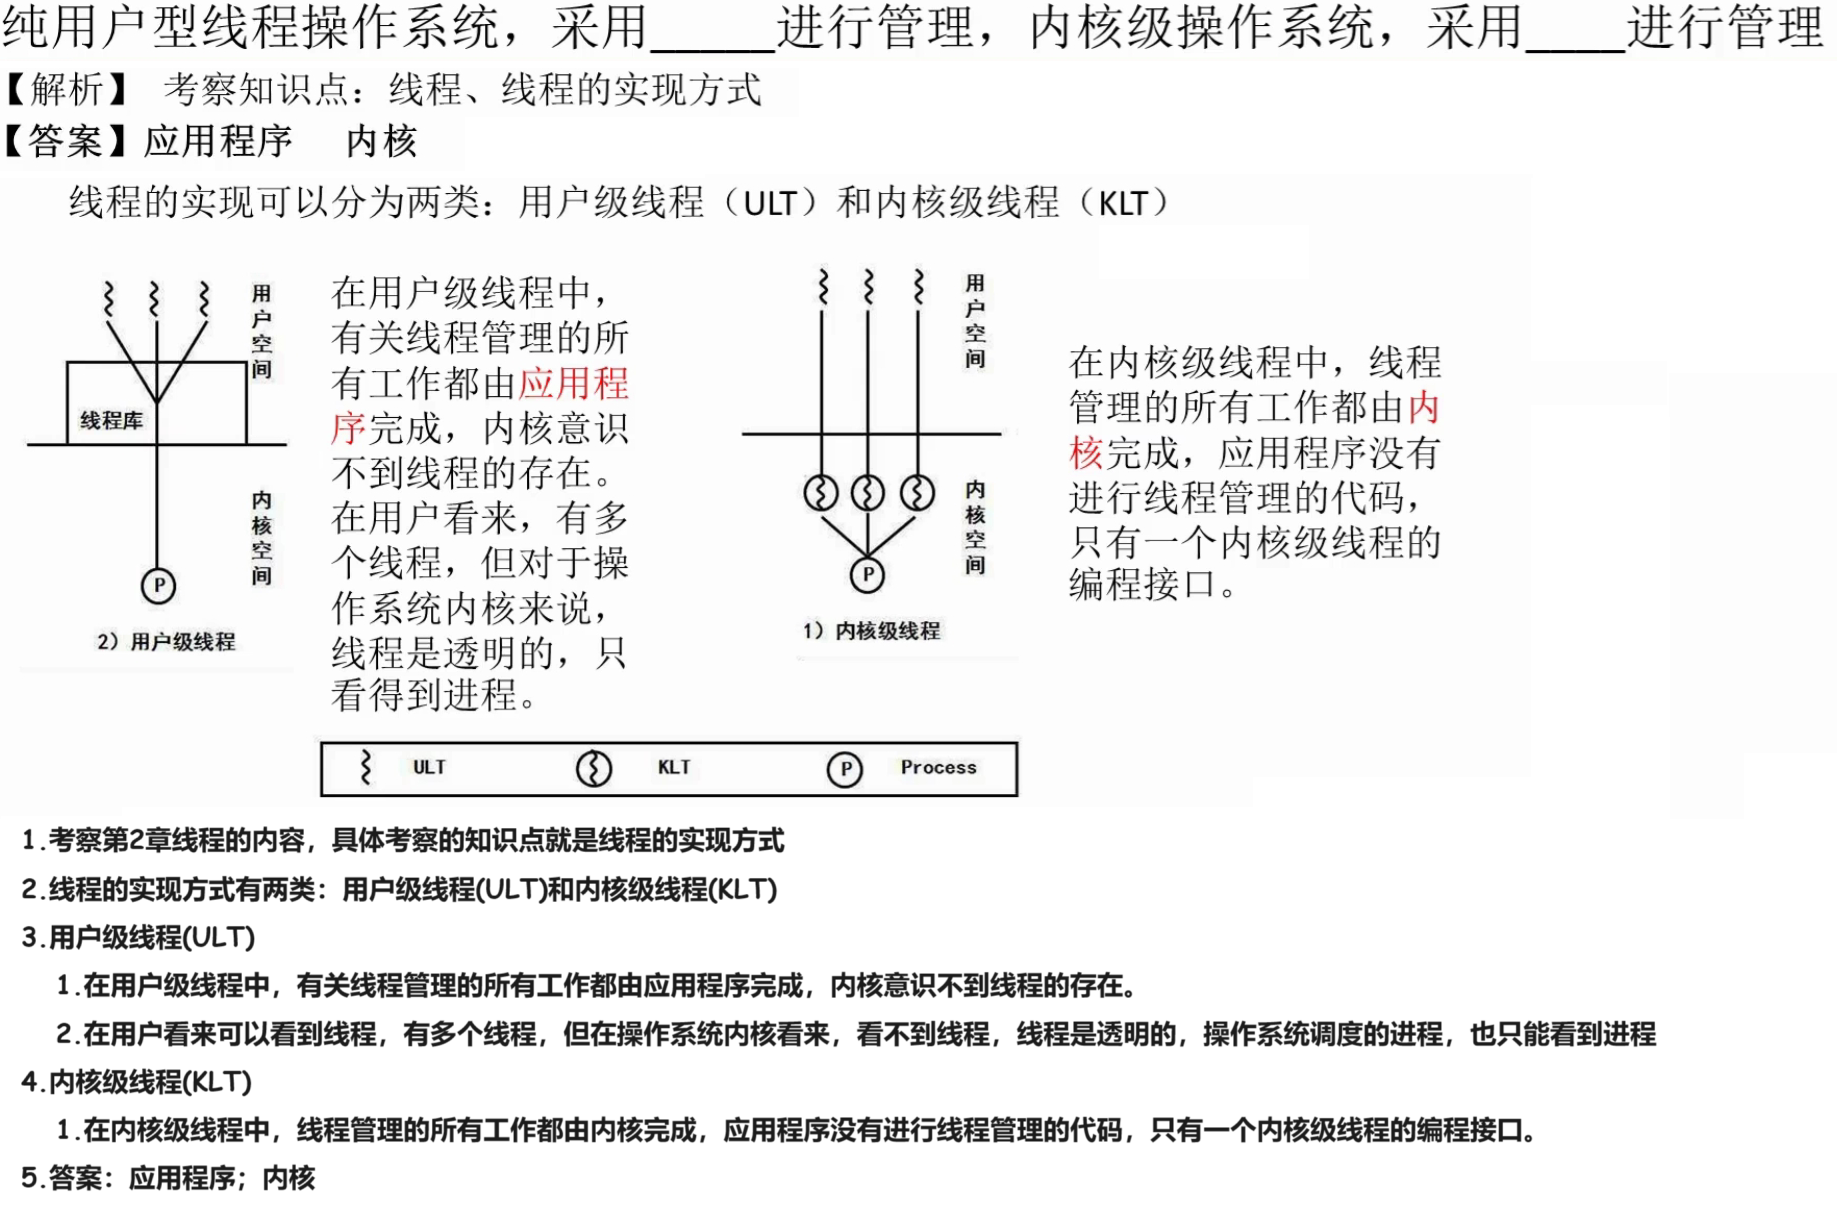 纯用户型线程操作系统，采用_____进行管理，内核级操作系统，采用____进行管理
【解析】 考察知识点：线程、线程的实现方式
【答案】应用程序 内核
线程的实现可以分为两类：用户级线程（ULT）和内核级线程（KLT）
用户空间
线程库
内核空间
P
2）用户级线程
在用户级线程中，
有关线程管理的所
有工作都由应用程
序完成，内核意识
不到线程的存在。
在用户看来，有多
个线程，但对于操
作系统内核来说，
线程是透明的，只
看得到进程。
用户空间
内核空间
P
1）内核级线程
在内核级线程中，线程
管理的所有工作都由内
核完成，应用程序没有
进行线程管理的代码，
只有一个内核级线程的
编程接口。
ULT KLT P Process
1.考察第2章线程的内容，具体考察的知识点就是线程的实现方式
2.线程的实现方式有两类：用户级线程(ULT)和内核级线程(KLT)
3.用户级线程(ULT)
1.在用户级线程中，有关线程管理的所有工作都由应用程序完成，内核意识不到线程的存在。
2.在用户看来可以看到线程，有多个线程，但在操作系统内核看来，看不到线程，线程是透明的，操作系统调度的进程，也只能看到进程
4.内核级线程(KLT)
1.在内核级线程中，线程管理的所有工作都由内核完成，应用程序没有进行线程管理的代码，只有一个内核级线程的编程接口。
5.答案：应用程序；内核